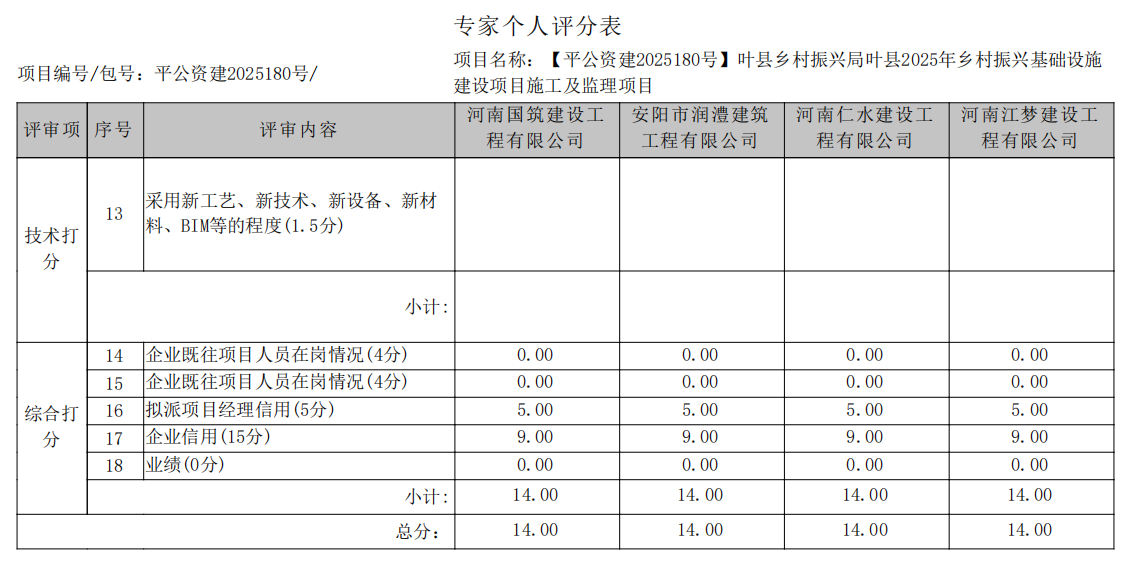 专家个人评分表
项目编号/包号：平公资建2025180号/
项目名称：【平公资建2025180号】叶县乡村振兴局叶县2025年乡村振兴基础设施
建设项目施工及监理项目
评审项 序号 评审内容 河南国筑建设工 安阳市润澧建筑 河南仁水建设工 河南江梦建设工
程有限公司 工程有限公司 程有限公司 程有限公司
技术打
分
13
采用新工艺、新技术、新设备、新材
料、BIM等的程度(1.5分)
小计:
综合打
分
14 企业既往项目人员在岗情况(4分) 0.00 0.00 0.00 0.00
15 企业既往项目人员在岗情况(4分) 0.00 0.00 0.00 0.00
16 拟派项目经理信用(5分) 5.00 5.00 5.00 5.00
17 企业信用(15分) 9.00 9.00 9.00 9.00
18 业绩(0分) 0.00 0.00 0.00 0.00
小计: 14.00 14.00 14.00 14.00
总分： 14.00 14.00 14.00 14.00